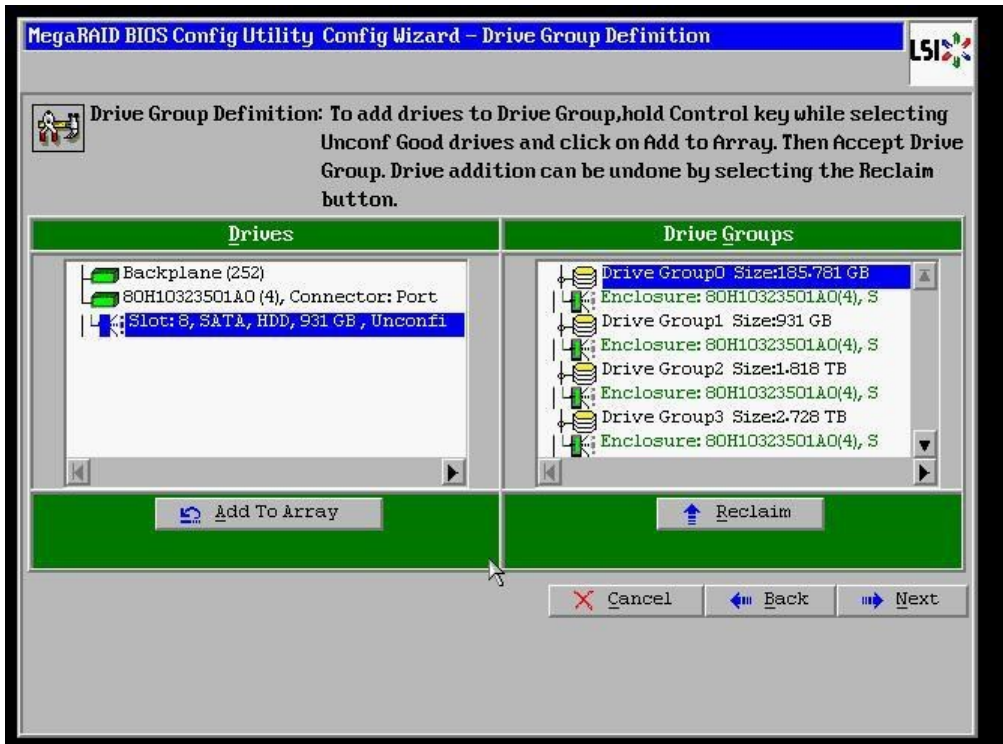 MegaRAID BIOS Config Utility Config Wizard – Drive Group Definition
LSI
Drive Group Definition: To add drives to Drive Group,hold Control key while selecting
Unconf Good drives and click on Add to Array. Then Accept Drive
Group. Drive addition can be undone by selecting the Reclaim
button.
Drives
Backplane (252)
80H10323501A0 (4), Connector: Port
Slot: 8, SATA, HDD, 931 GB , Unconfi
Add To Array
Drive Groups
Drive Group0 Size:185.781 GB
Enclosure: 80H10323501A0(4), S
Drive Group1 Size:931 GB
Enclosure: 80H10323501A0(4), S
Drive Group2 Size:1.818 TB
Enclosure: 80H10323501A0(4), S
Drive Group3 Size:2.728 TB
Enclosure: 80H10323501A0(4), S
Reclaim
Cancel
Back
Next